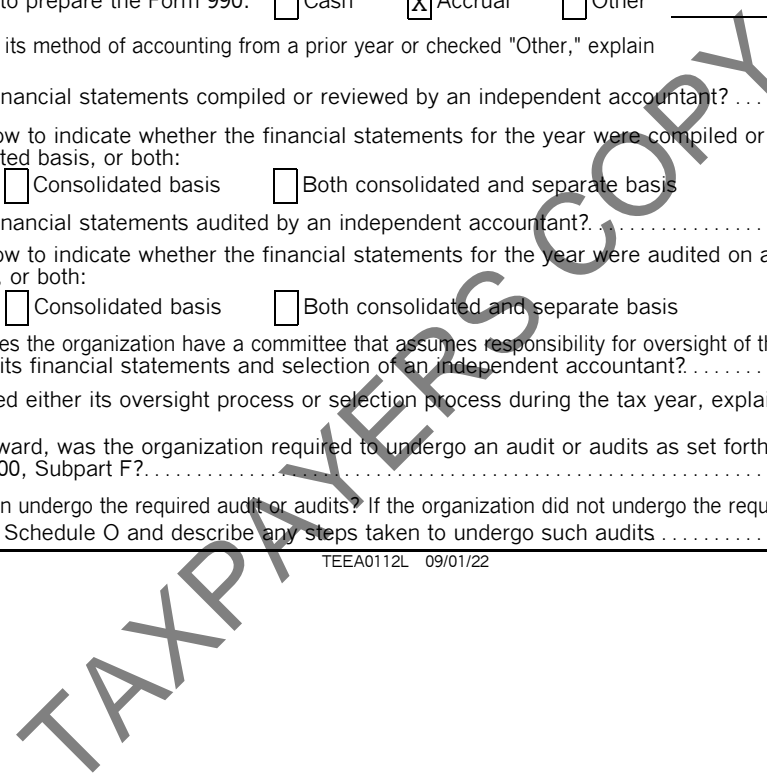 to prepare the Form 990: Cash X Accrual Other
its method of accounting from a prior year or checked "Other," explain
nancial statements compiled or reviewed by an independent accountant? . . .
ow to indicate whether the financial statements for the year were compiled or
ted basis, or both:
Consolidated basis Both consolidated and separate basis
nancial statements audited by an independent accountant?. . . . . . . . . . . . . . . . . .
ow to indicate whether the financial statements for the year were audited on a
, or both:
Consolidated basis Both consolidated and separate basis
es the organization have a committee that assumes responsibility for oversight of th
its financial statements and selection of an independent accountant?. . . . . . . .
ed either its oversight process or selection process during the tax year, explai
ward, was the organization required to undergo an audit or audits as set forth
00, Subpart F?. . . . . . . . . . . . . . . . . . . . . . . . . . . . . . . . . . . . . . . . . . . . . . . . . . . . . . . . . . . . . .
n undergo the required audit or audits? If the organization did not undergo the requ
Schedule O and describe any steps taken to undergo such audits. . . . . . . . . . .
TEEA0112L 09/01/22
TAXPAYERS COPY